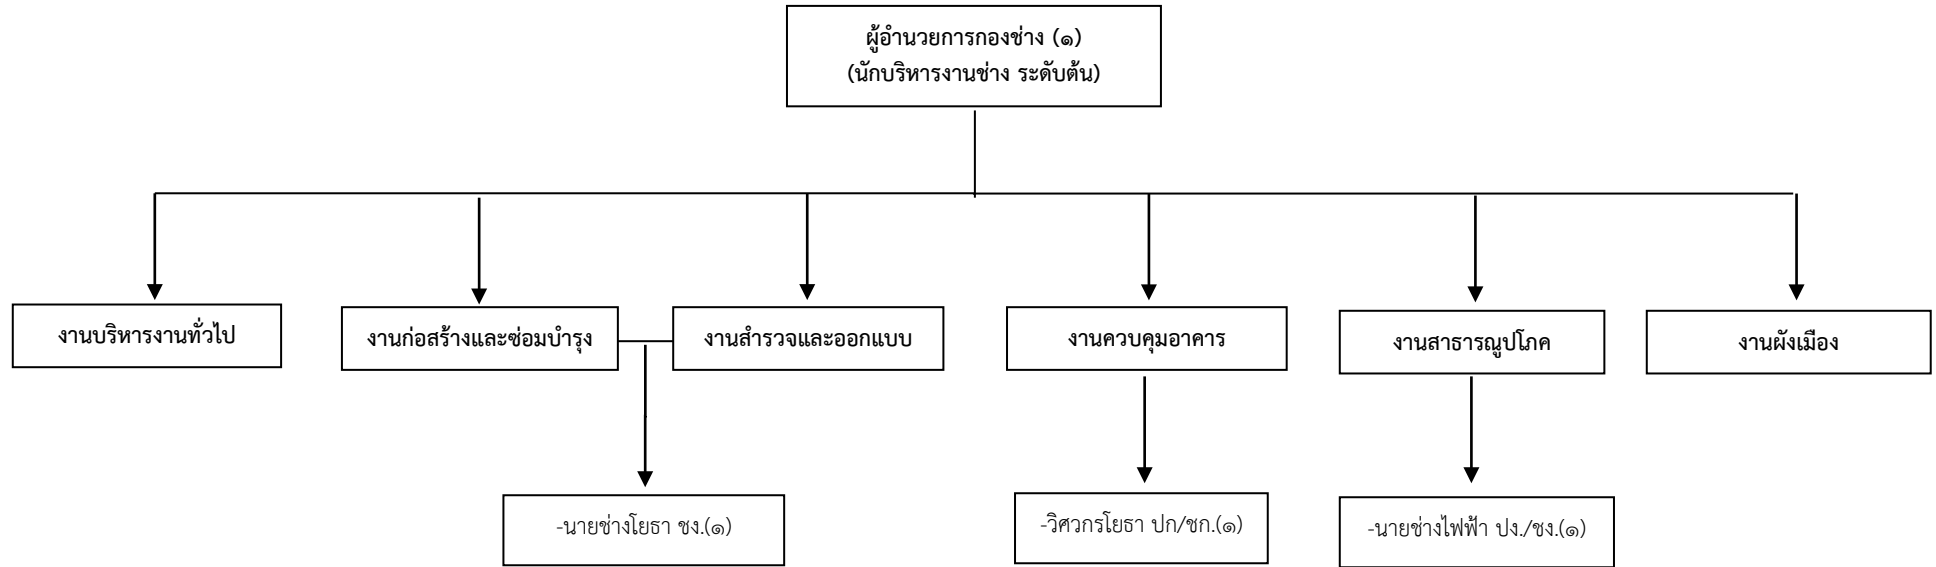 ผู้อำนวยการกองช่าง (๑)
(นักบริหารงานช่าง ระดับต้น)
งานบริหารงานทั่วไป
งานก่อสร้างและซ่อมบำรุง
งานสำรวจและออกแบบ
งานควบคุมอาคาร
งานสาธารณูปโภค
งานผังเมือง
-นายช่างโยธา ชง.(๑)
-วิศวกรโยธา ปก/ชก.(๑)
-นายช่างไฟฟ้า ปง./ชง.(๑)